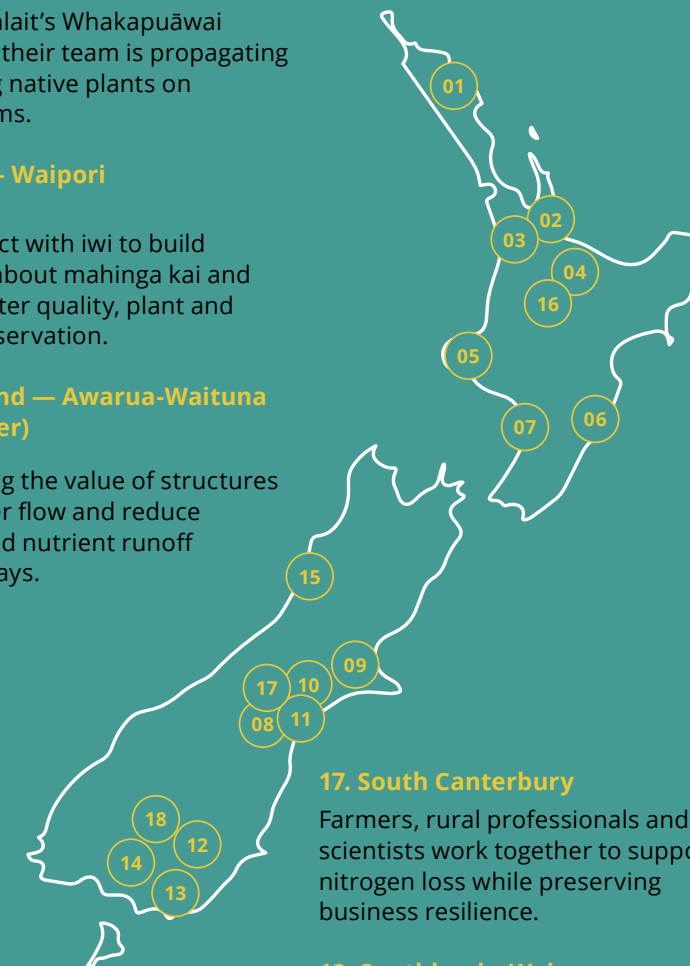 lait's Whakapuāwai
their team is propagating
native plants on
— Waipori
ct with iwi to build
about mahinga kai and
ter quality, plant and
servation.
nd — Awarua-Waituna
er)
g the value of structures
er flow and reduce
d nutrient runoff
ays.
01
02
03
04
16
05
06
07
15
09
17
10
08
11
18
12
14
13
17. South Canterbury
Farmers, rural professionals and
scientists work together to suppo
nitrogen loss while preserving
business resilience.